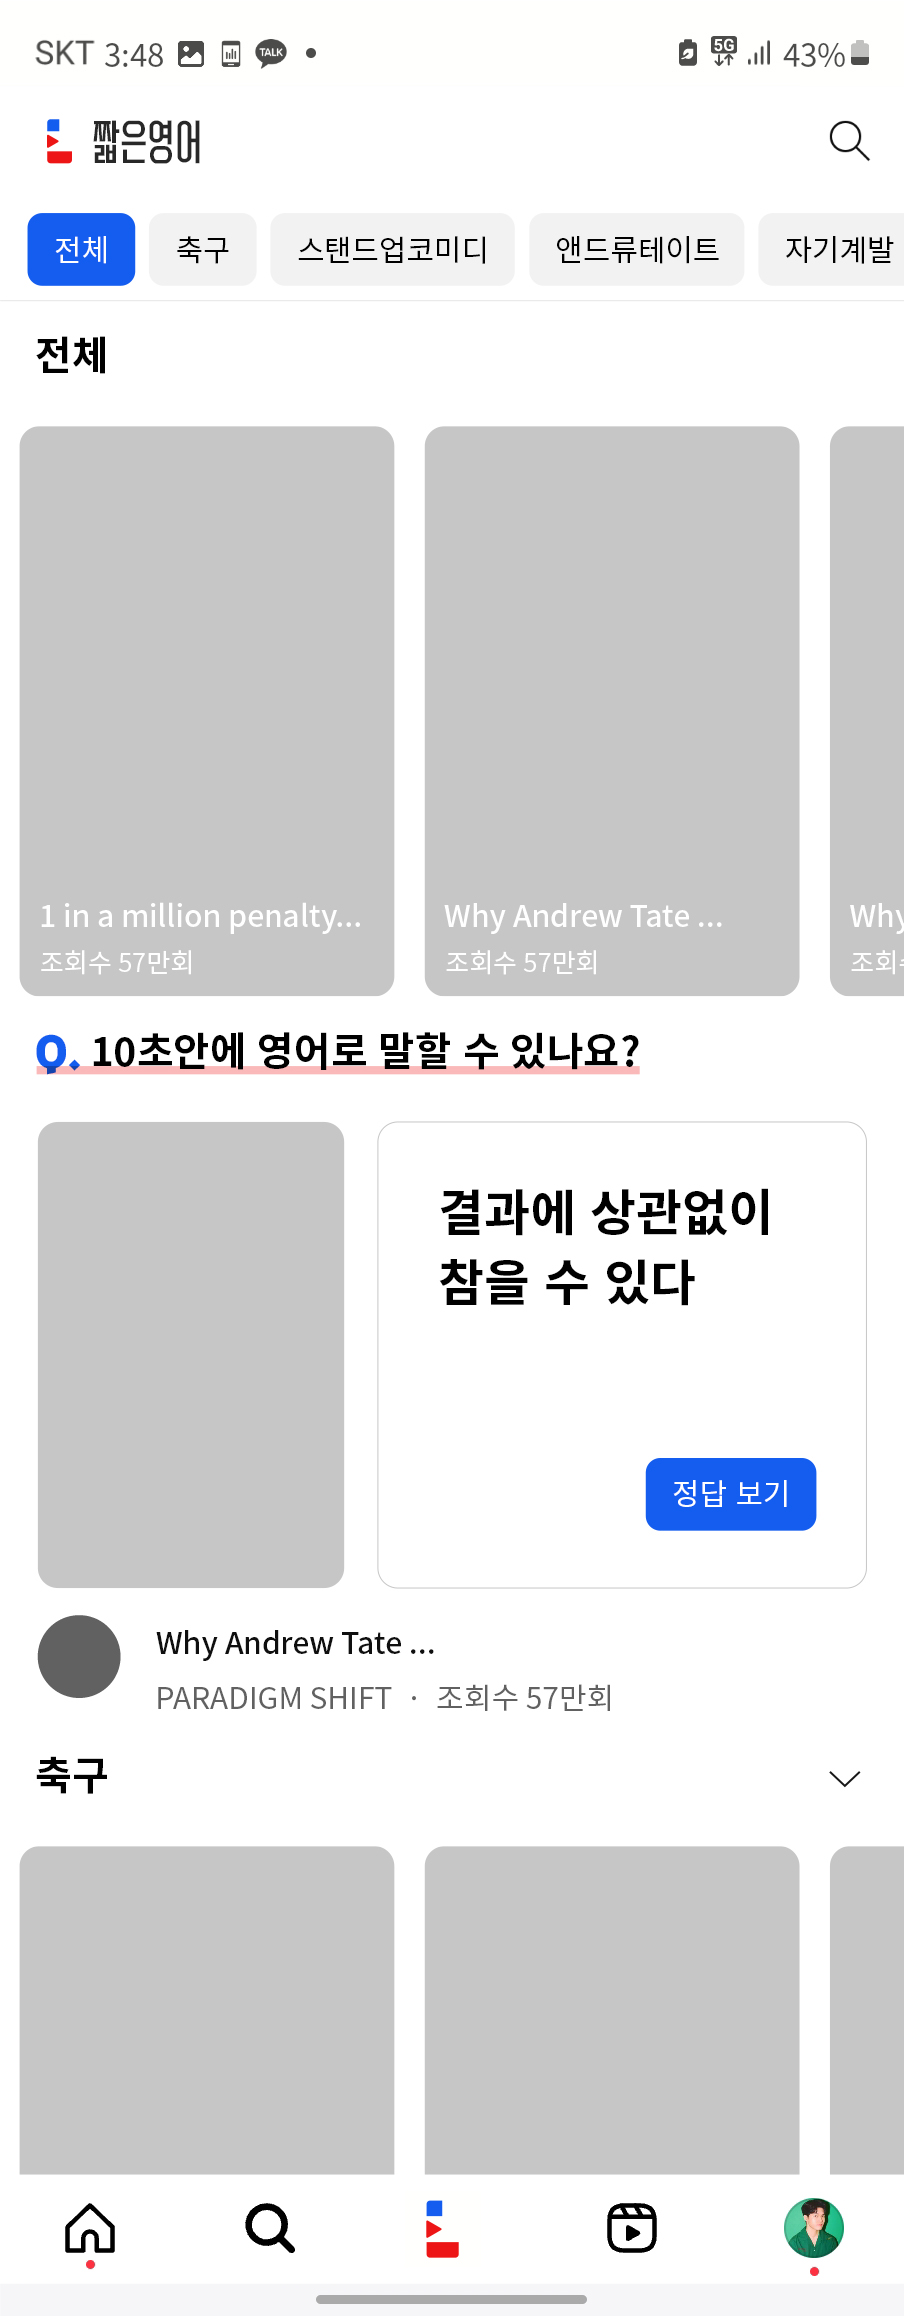 SKT 3:48 TALK 5G 43%
짧은영어
전체 축구 스탠드업코미디 앤드류테이트 자기계발
전체
1 in a million penalty... Why Andrew Tate ... Why
조회수 57만회 조회수 57만회 조회
Q. 10초안에 영어로 말할 수 있나요?
결과에 상관없이
참을 수 있다
정답 보기
Why Andrew Tate ...
PARADIGM SHIFT · 조회수 57만회
축구